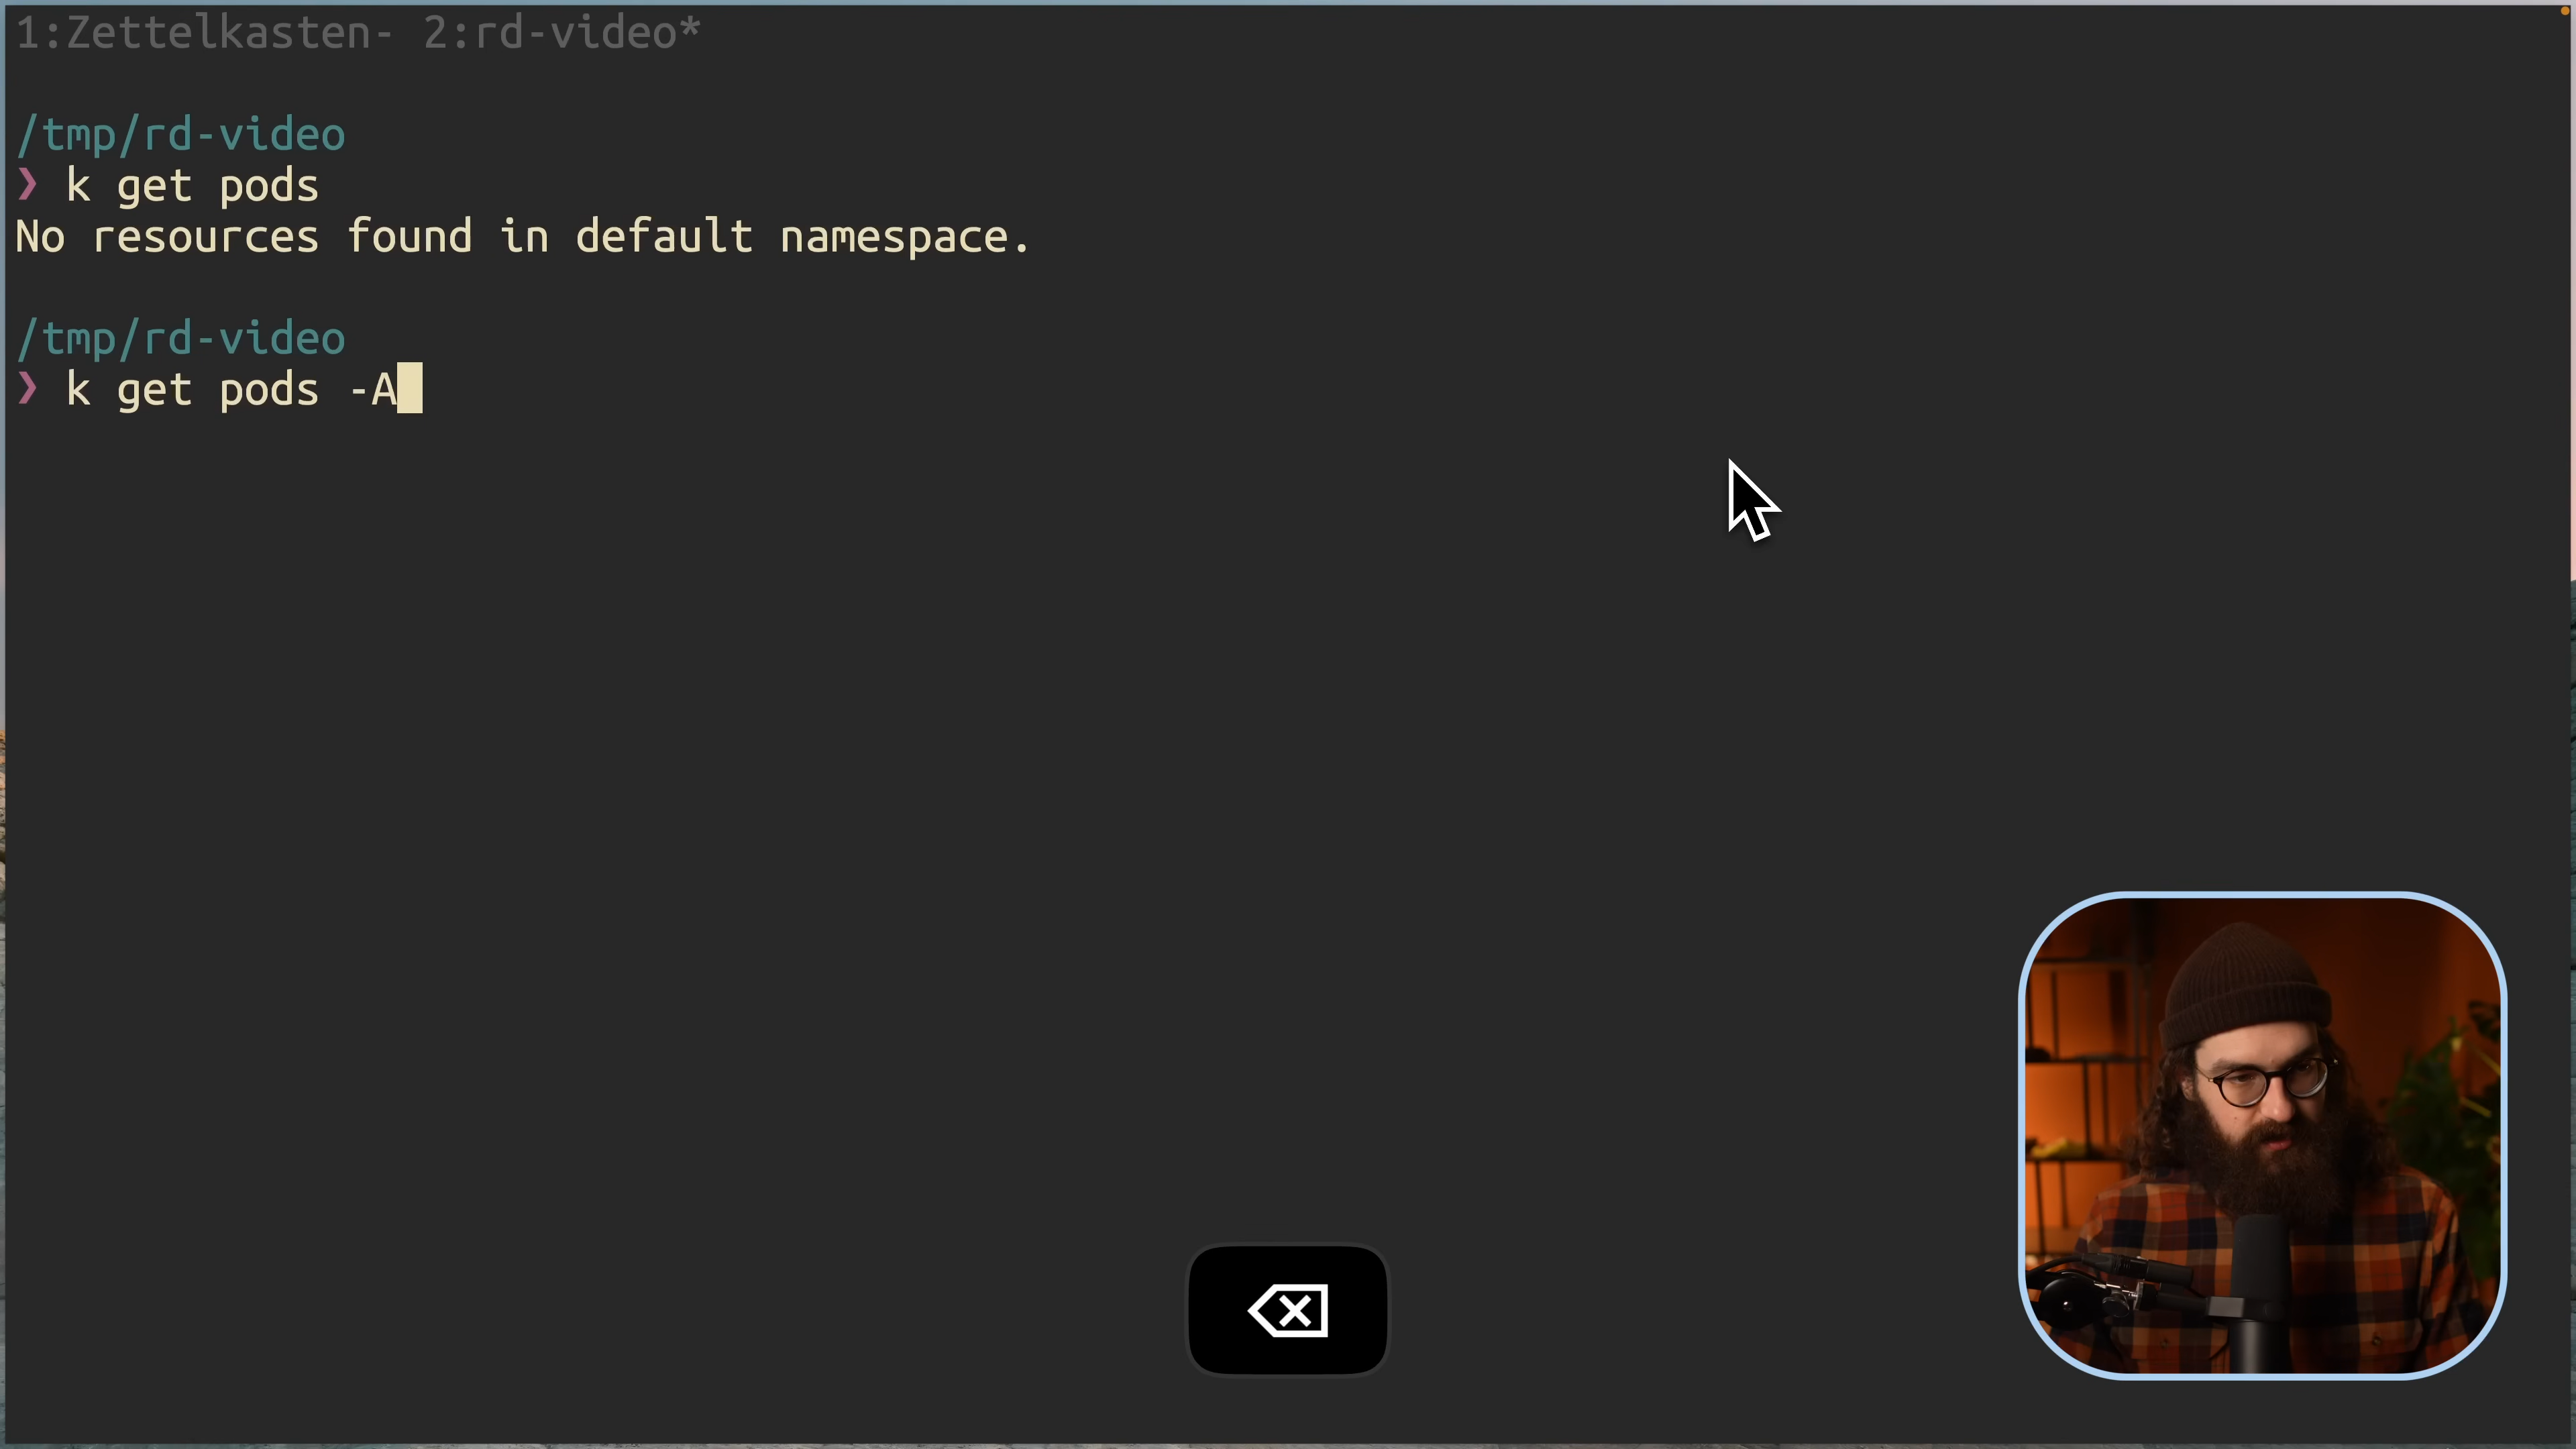 1:Zettelkasten- 2:rd-video*
/tmp/rd-video
❯ k get pods
No resources found in default namespace.
/tmp/rd-video
❯ k get pods -A